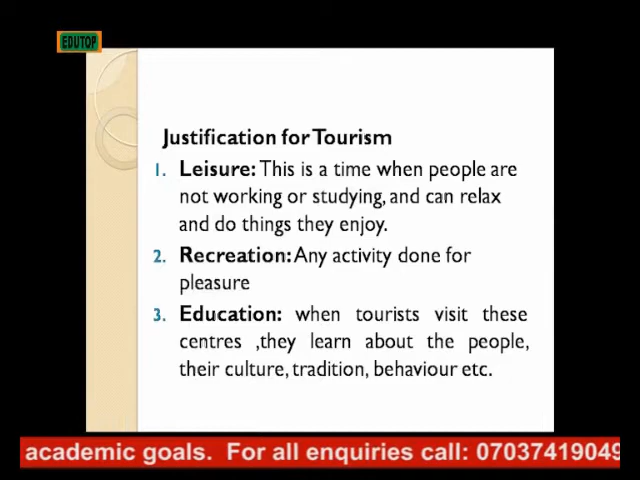 EDUTOP
Justification for Tourism
1. Leisure: This is a time when people are
not working or studying, and can relax
and do things they enjoy.
2. Recreation: Any activity done for
pleasure
3. Education: when tourists visit these
centres ,they learn about the people,
their culture, tradition, behaviour etc.
academic goals. For all enquiries call: 07037419049